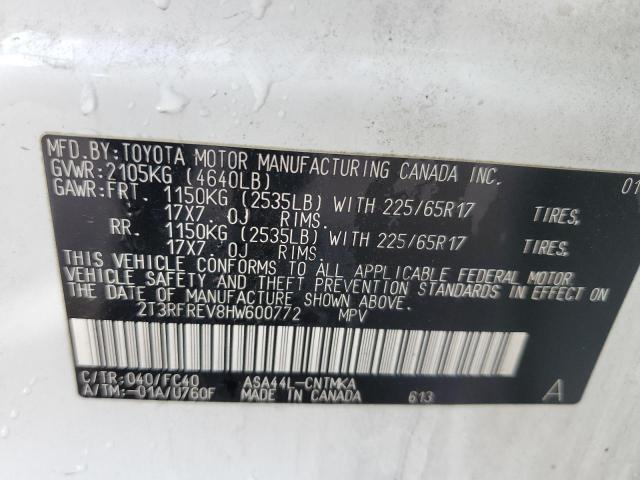 MFD.BY:TOYOTA MOTOR MANUFACTURING CANADA INC. 01
GVWR:2105KG (4640LB)
GAWR:FRT. 1150KG (2535LB) WITH 225/65R17 TIRES,
17X7.0J RIMS.
RR. 1150KG (2535LB) WITH 225/65R17 TIRES,
17X7.0J RIMS.
THIS VEHICLE CONFORMS TO ALL APPLICABLE FEDERAL MOTOR
VEHICLE SAFETY AND THEFT PREVENTION STANDARDS IN EFFECT ON
THE DATE OF MANUFACTURE SHOWN ABOVE.
2T3RFREV8HW600772 MPV
C/TR:040/FC40 ASA44L-CNTMKA
A/TM:-01A/U760F MADE IN CANADA 613 A